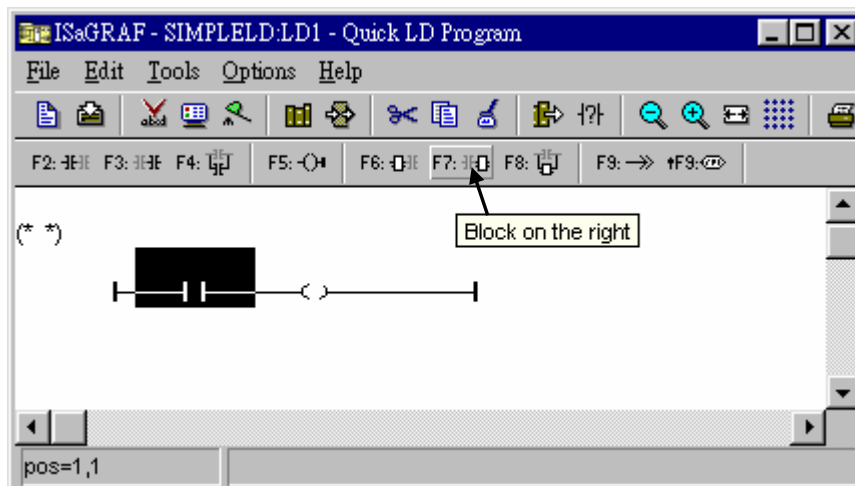 ISaGRAF - SIMPLELD:LD1 - Quick LD Program
File Edit Tools Options Help
abcd
F2: F3: F4: F5: F6: F7: F8: F9: ↑F9:
Block on the right
(* *)
pos=1,1